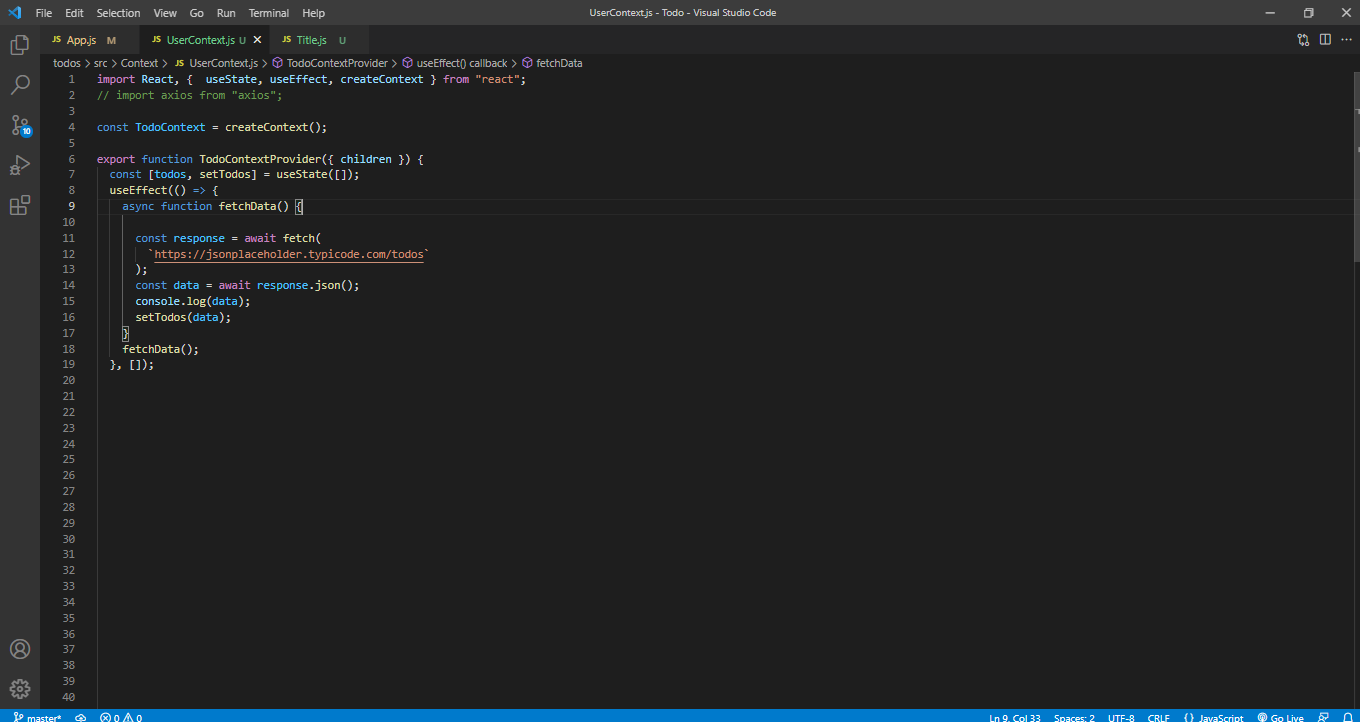 File Edit Selection View Go Run Terminal Help UserContext.js - Todo - Visual Studio Code
JS App.js M JS UserContext.js U JS Title.js U
todos > src > Context > JS UserContext.js > TodoContextProvider > useEffect() callback > fetchData
1 import React, {  useState, useEffect, createContext } from "react";
2 // import axios from "axios";
3
4 const TodoContext = createContext();
5
6 export function TodoContextProvider({ children }) {
7 const [todos, setTodos] = useState([]);
8 useEffect(() => {
9 async function fetchData() {
10
11 const response = await fetch(
12 `https://jsonplaceholder.typicode.com/todos`
13 );
14 const data = await response.json();
15 console.log(data);
16 setTodos(data);
17 }
18 fetchData();
19 }, []);
20
21
22
23
24
25
26
27
28
29
30
31
32
33
34
35
36
37
38
39
40
10
master* 0 0 Ln 9, Col 33 Spaces: 2 UTF-8 CRLF {} JavaScript Go Live